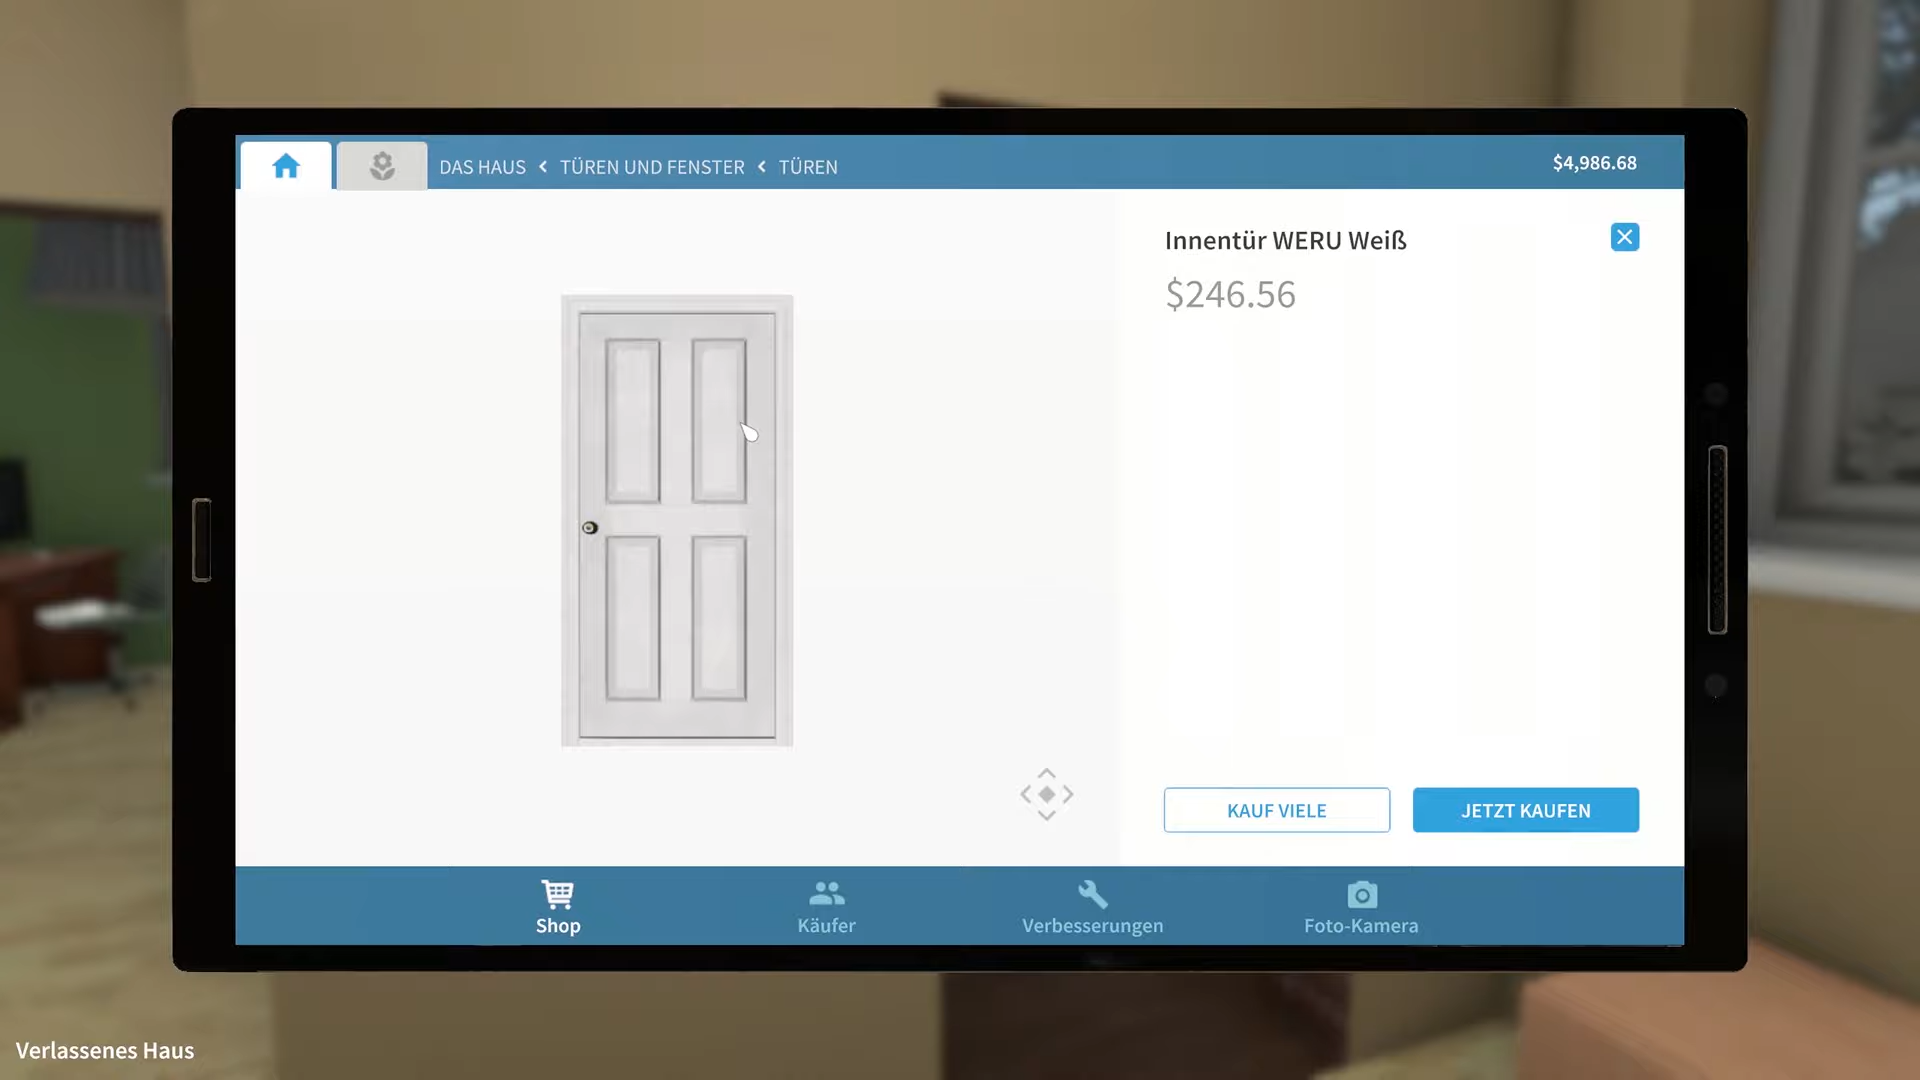 DAS HAUS < TÜREN UND FENSTER < TÜREN
$4,986.68
Innentür WERU Weiß
$246.56
KAUF VIELE
JETZT KAUFEN
Shop
Käufer
Verbesserungen
Foto-Kamera
Verlassenes Haus